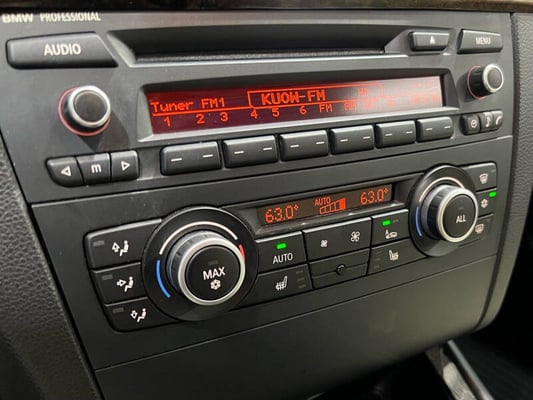 BMW PROFESSIONAL
AUDIO
MENU
Tuner FM1 KUOW-FM
1 2 3 4 5 6 FM
m
63.0° AUTO 63.0°
MAX
AUTO
ALL